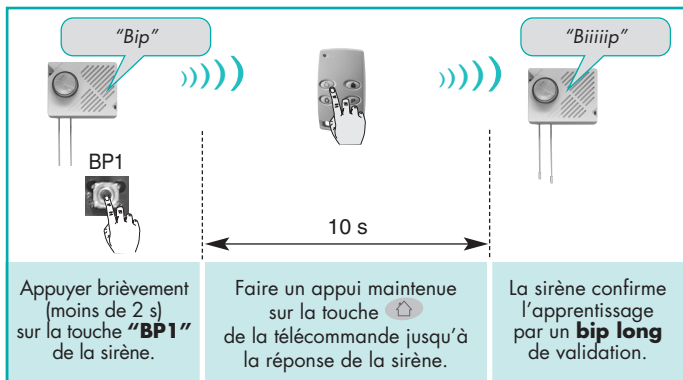 “Bip”
“Biiiiip”
BP1
10 s
Appuyer brièvement
(moins de 2 s)
sur la touche “BP1”
de la sirène.
Faire un appui maintenue
sur la touche
de la télécommande jusqu’à
la réponse de la sirène.
La sirène confirme
l’apprentissage
par un bip long
de validation.